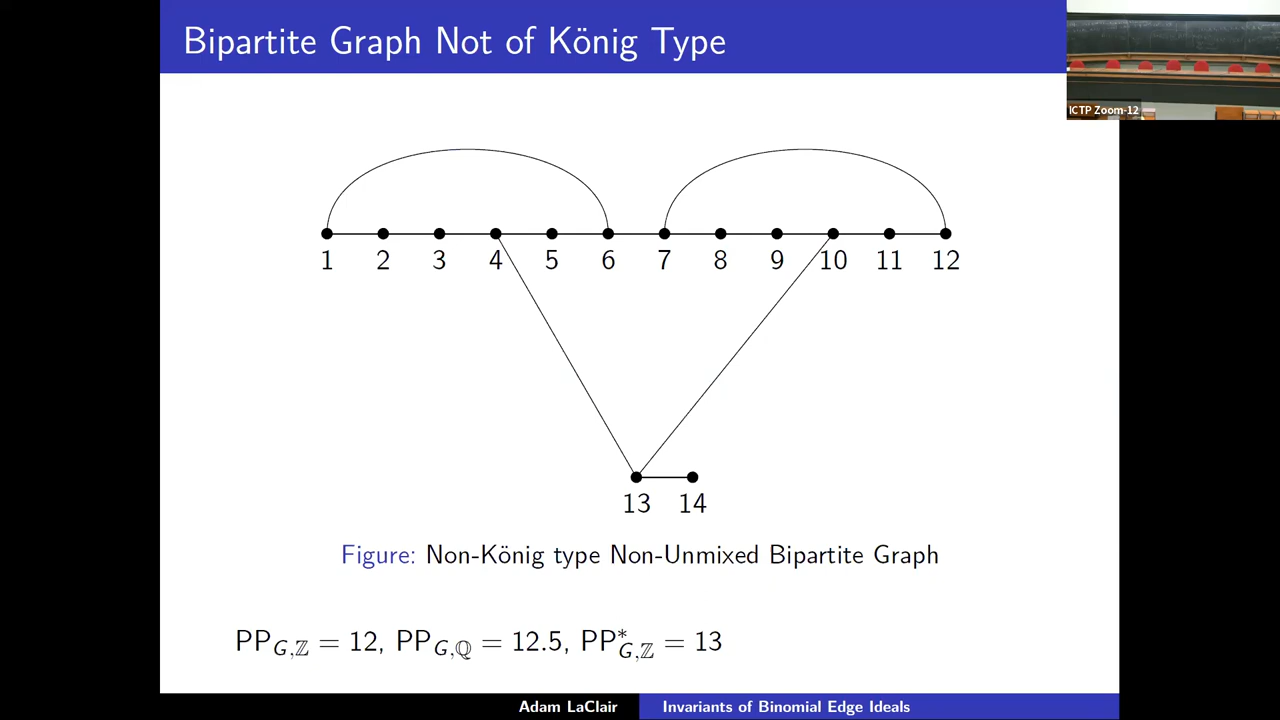 Bipartite Graph Not of König Type
ICTP Zoom-12
1 2 3 4 5 6 7 8 9 10 11 12
13 14
Figure: Non-König type Non-Unmixed Bipartite Graph
PP_{G,ℤ} = 12, PP_{G,ℚ} = 12.5, PP*_{G,ℤ} = 13
Adam LaClair Invariants of Binomial Edge Ideals